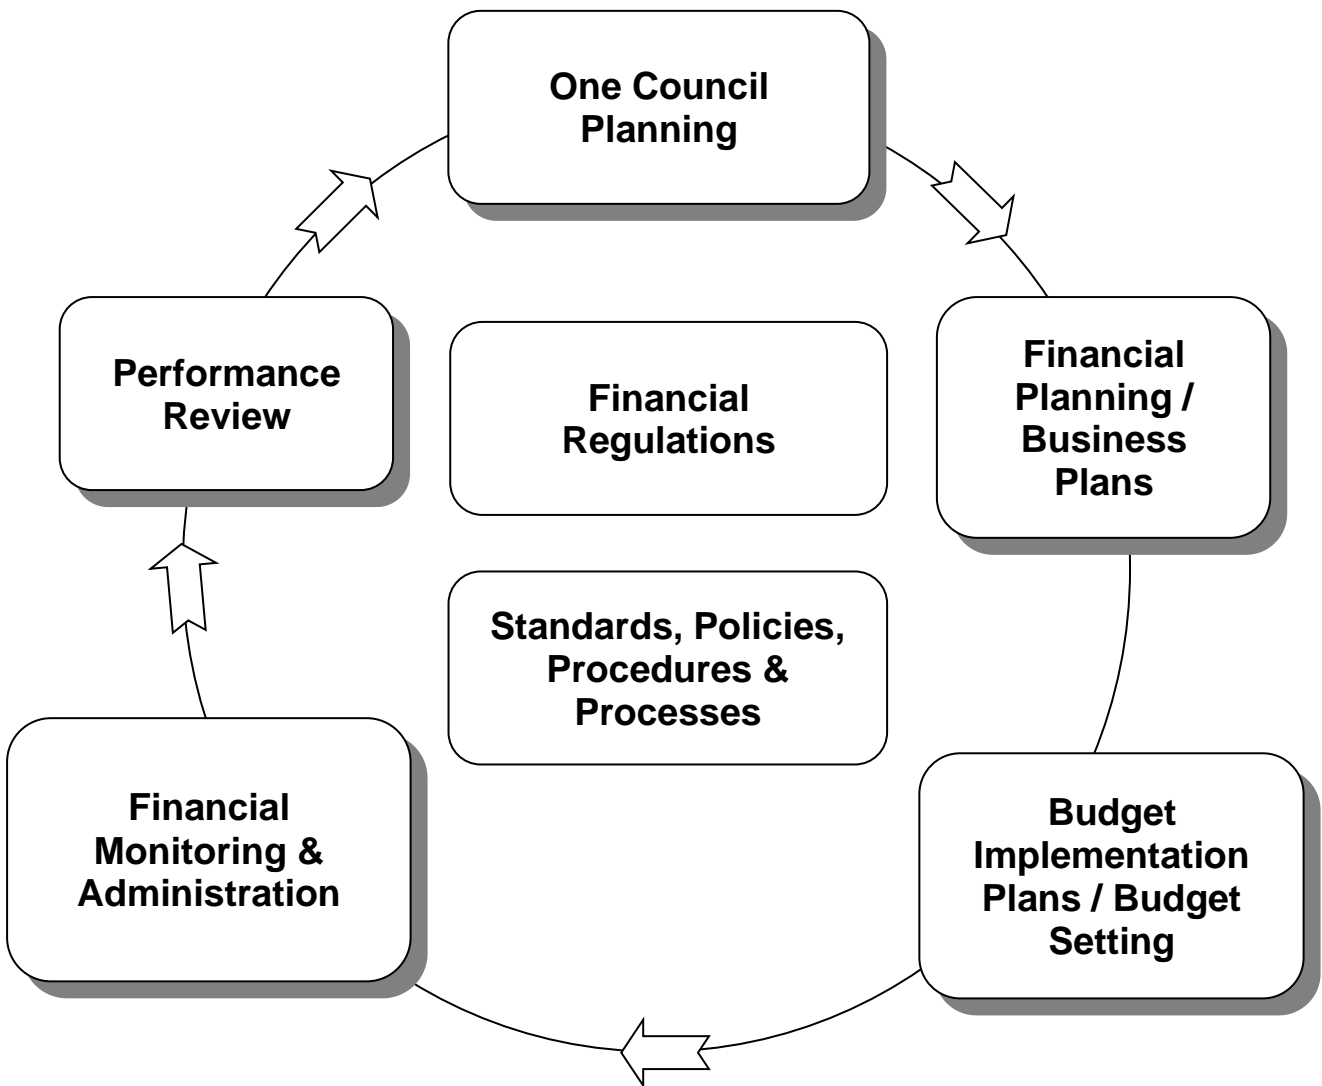 One Council
Planning
Performance
Review
Financial
Regulations
Financial
Planning /
Business
Plans
Standards, Policies,
Procedures &
Processes
Financial
Monitoring &
Administration
Budget
Implementation
Plans / Budget
Setting